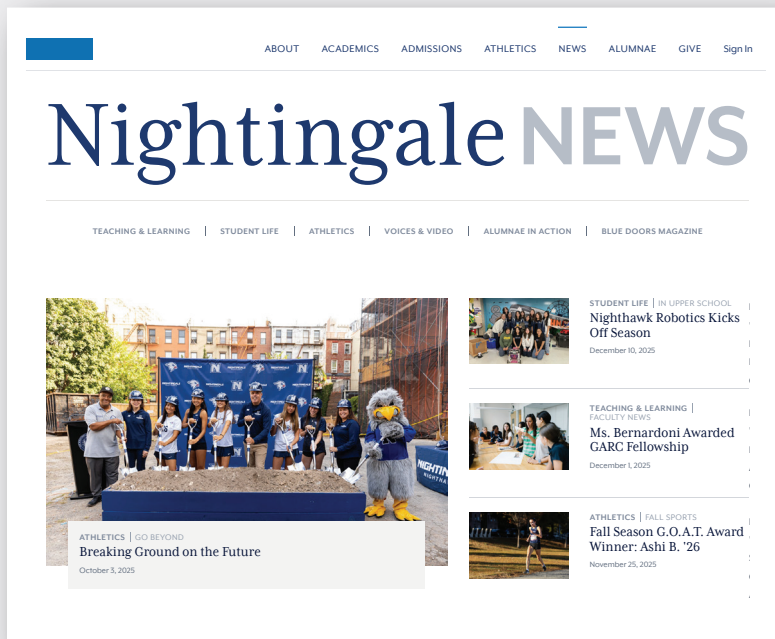 ABOUT ACADEMICS ADMISSIONS ATHLETICS NEWS ALUMNAE GIVE Sign In
Nightingale NEWS
TEACHING & LEARNING | STUDENT LIFE | ATHLETICS | VOICES & VIDEO | ALUMNAE IN ACTION | BLUE DOORS MAGAZINE
ATHLETICS | GO BEYOND
Breaking Ground on the Future
October 3, 2025
STUDENT LIFE | IN UPPER SCHOOL
Nighthawk Robotics Kicks
Off Season
December 10, 2025
TEACHING & LEARNING |
FACULTY NEWS
Ms. Bernardoni Awarded
GARC Fellowship
December 1, 2025
ATHLETICS | FALL SPORTS
Fall Season G.O.A.T. Award
Winner: Ashi B. '26
November 25, 2025